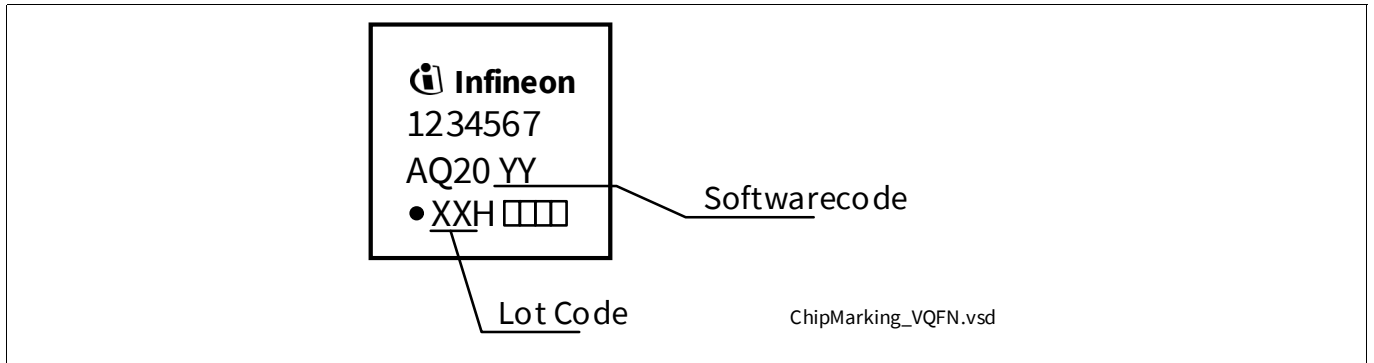 Infineon
1234567
AQ20 YY
•XXH
Softwarecode
Lot Code
ChipMarking_VQFN.vsd